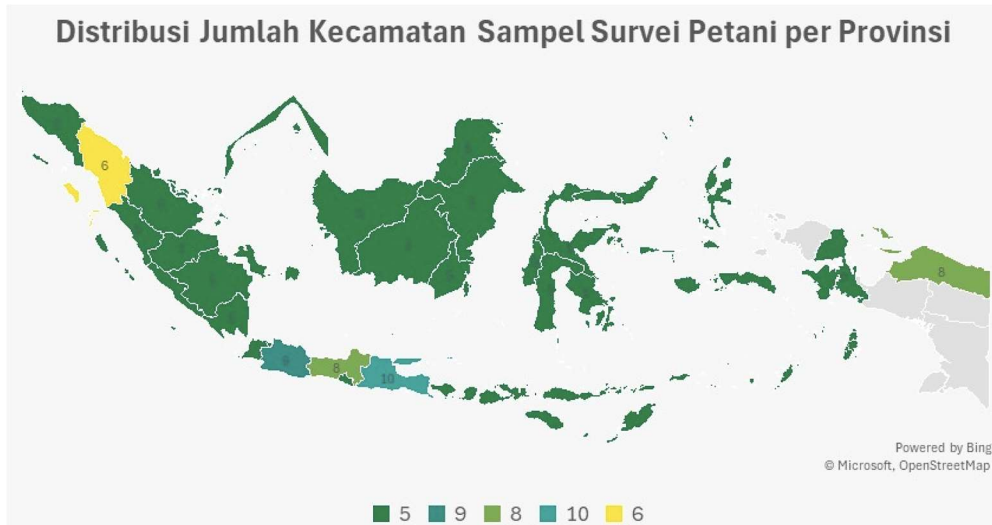 Distribusi Jumlah Kecamatan Sampel Survei Petani per Provinsi
6
8
9
8
10
Powered by Bing
© Microsoft, OpenStreetMap
5 9 8 10 6